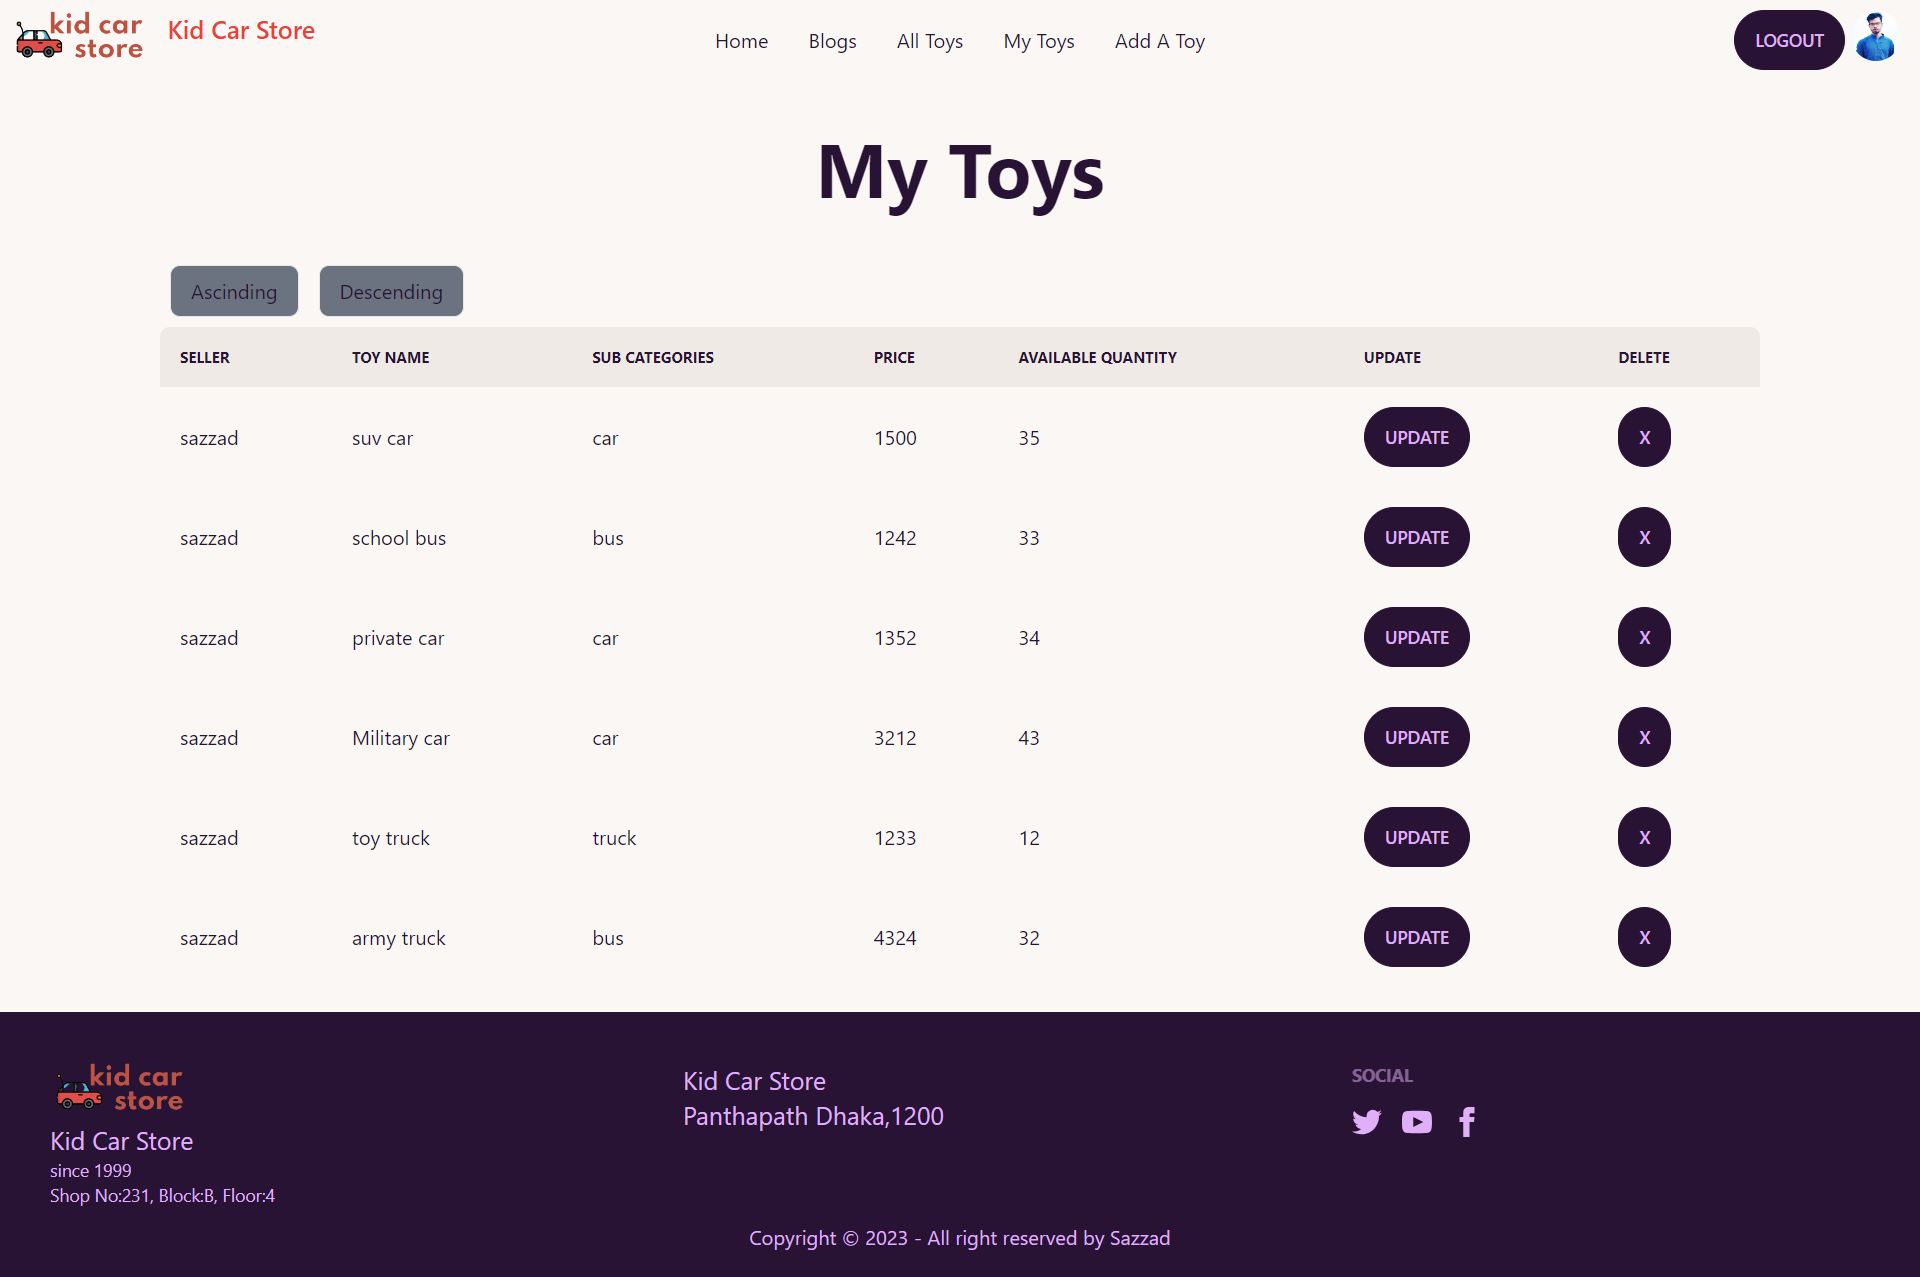 kid car
store
Kid Car Store
Home Blogs All Toys My Toys Add A Toy
LOGOUT
My Toys
Ascinding Descending
SELLER TOY NAME SUB CATEGORIES PRICE AVAILABLE QUANTITY UPDATE DELETE
sazzad suv car car 1500 35 UPDATE X
sazzad school bus bus 1242 33 UPDATE X
sazzad private car car 1352 34 UPDATE X
sazzad Military car car 3212 43 UPDATE X
sazzad toy truck truck 1233 12 UPDATE X
sazzad army truck bus 4324 32 UPDATE X
kid car
store
Kid Car Store
since 1999
Shop No:231, Block:B, Floor:4
Kid Car Store
Panthapath Dhaka,1200
SOCIAL
Copyright © 2023 - All right reserved by Sazzad